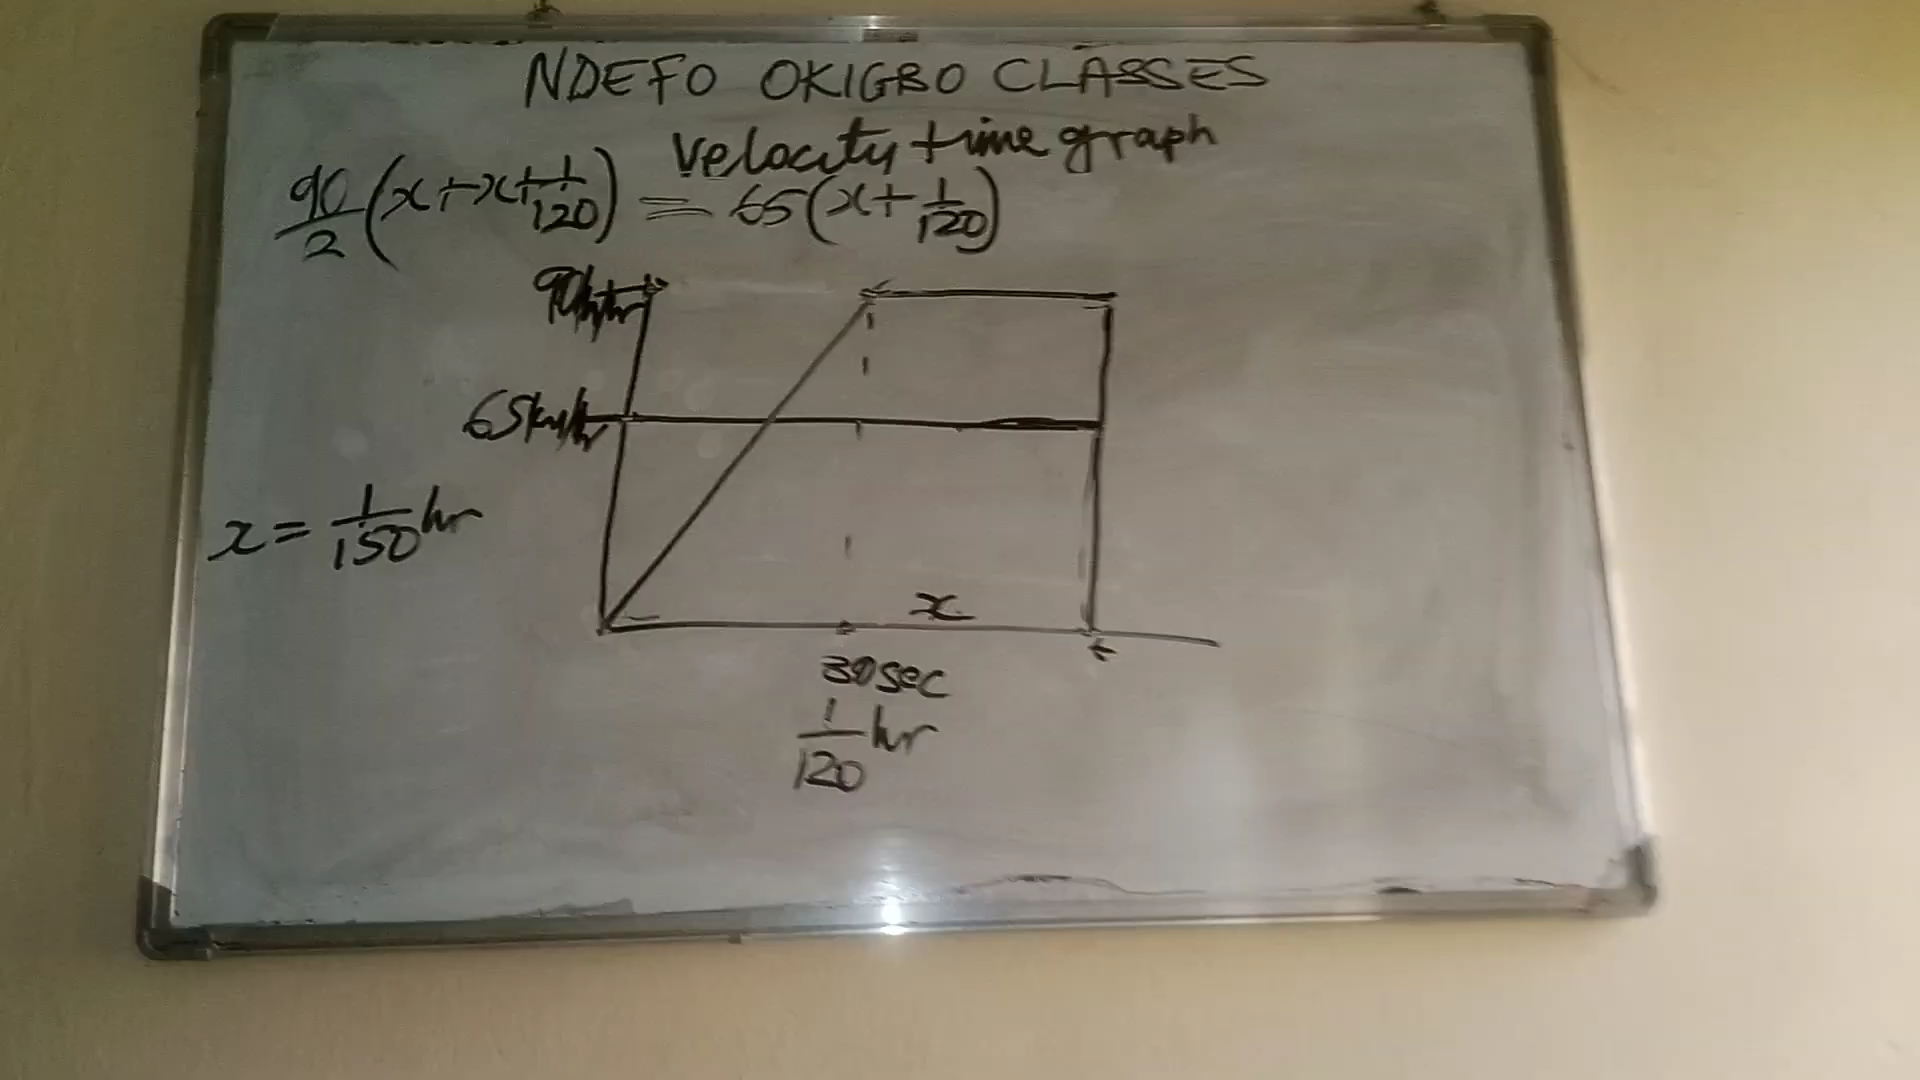 NDEFO OKIGBO CLASSES
Velocity time graph
90/2 (x+x+1/120) = 65(x+1/120)
90km/hr
65km/hr
x = 1/150 hr
x
30sec
1/120 hr